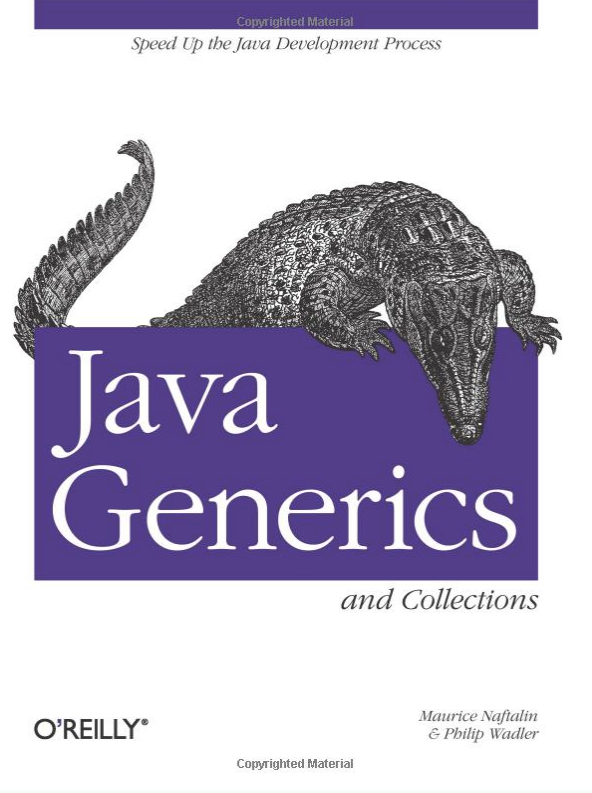 Copyrighted Material
Speed Up the Java Development Process
Java
Generics
and Collections
O'REILLY®
Maurice Naftalin
& Philip Wadler
Copyrighted Material